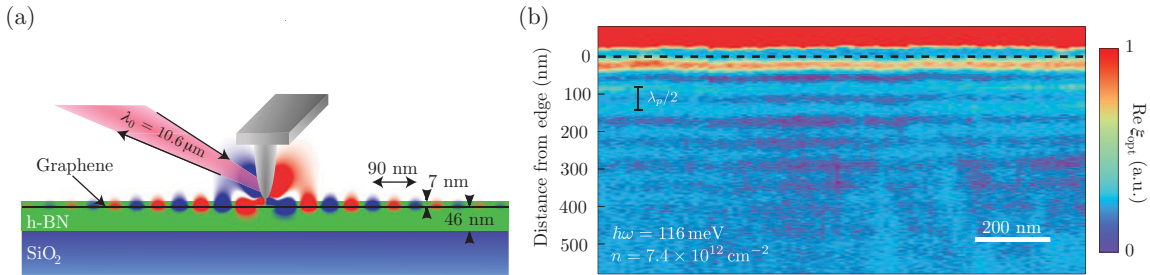 (a)
λ₀ = 10.6 μm
Graphene
90 nm
7 nm
46 nm
h-BN
SiO₂
(b)
Distance from edge (nm)
0
100
200
300
400
500
λₚ/2
ħω = 116 meV
n = 7.4 × 10¹² cm⁻²
200 nm
1
0
Re ξₒₚₜ (a.u.)